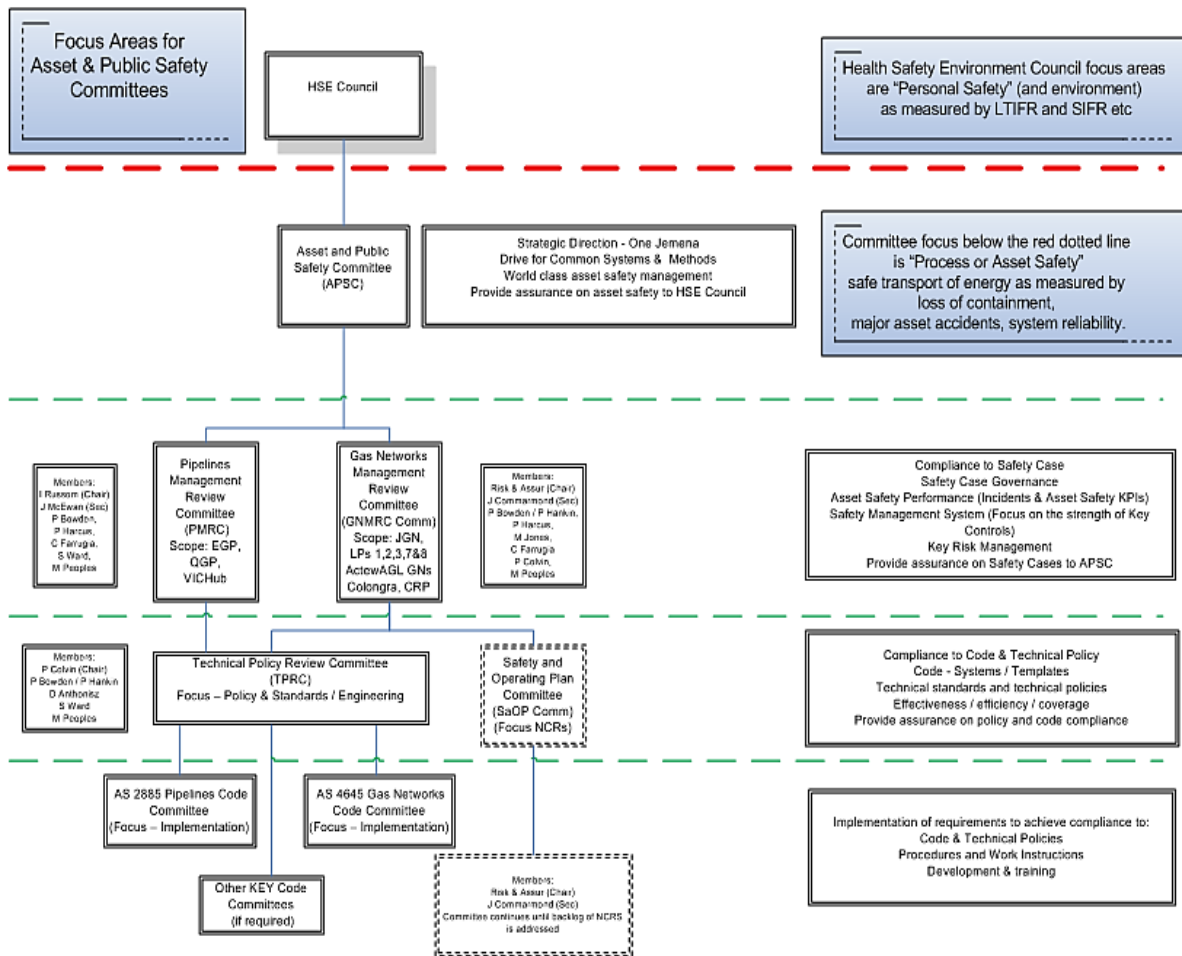 Focus Areas for
Asset & Public Safety
Committees
HSE Council
Health Safety Environment Council focus areas
are "Personal Safety" (and environment)
as measured by LTIFR and SIFR etc
Asset and Public
Safety Committee
(APSC)
Strategic Direction - One Jemena
Drive for Common Systems & Methods
World class asset safety management
Provide assurance on asset safety to HSE Council
Committee focus below the red dotted line
is "Process or Asset Safety"
safe transport of energy as measured by
loss of containment,
major asset accidents, system reliability.
Members:
I Russom (Chair)
J McEwan (Sec)
P Bowden,
P Harcus,
C Farrugia,
S Ward,
M Peoples
Pipelines
Management
Review
Committee
(PMRC)
Scope: EGP,
QGP,
VICHub
Gas Networks
Management
Review
Committee
(GNMRC Comm)
Scope: JGN,
LPs 1,2,3,7&8
ActewAGL GNs
Colongra, CRP
Members:
Risk & Assur (Chair)
J Commarmond (Sec)
P Bowden / P Hankin,
P Harcus,
M Jones,
C Farrugia
P Colvin,
M Peoples
Compliance to Safety Case
Safety Case Governance
Asset Safety Performance (Incidents & Asset Safety KPIs)
Safety Management System (Focus on the strength of Key
Controls)
Key Risk Management
Provide assurance on Safety Cases to APSC
Members:
P Colvin (Chair)
P Bowden / P Hankin
D Anthonisz
S Ward
M Peoples
Technical Policy Review Committee
(TPRC)
Focus – Policy & Standards / Engineering
Safety and
Operating Plan
Committee
(SaOP Comm)
(Focus NCRs)
Compliance to Code & Technical Policy
Code - Systems / Templates
Technical standards and technical policies
Effectiveness / efficiency / coverage
Provide assurance on policy and code compliance
AS 2885 Pipelines Code
Committee
(Focus – Implementation)
AS 4645 Gas Networks
Code Committee
(Focus – Implementation)
Other KEY Code
Committees
(if required)
Members:
Risk & Assur (Chair)
J Commarmond (Sec)
Committee continues until backlog of NCRS
is addressed
Implementation of requirements to achieve compliance to:
Code & Technical Policies
Procedures and Work Instructions
Development & training